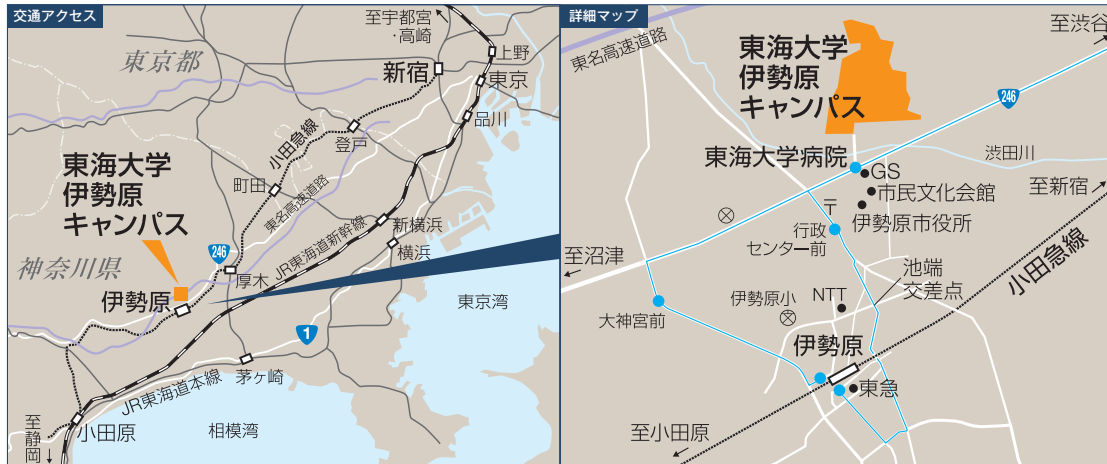 交通アクセス
至宇都宮
・高崎
上野
東京都
新宿
東京
品川
小田急線
登戸
東海大学
伊勢原
キャンパス
町田
東名高速道路
新横浜
JR東海道新幹線
横浜
246
神奈川県
厚木
伊勢原
東京湾
1
茅ヶ崎
JR東海道本線
小田原
相模湾
至静岡
詳細マップ
至渋谷
東名高速道路
東海大学
伊勢原
キャンパス
246
東海大学病院
渋田川
GS
市民文化会館
至新宿
〒
伊勢原市役所
行政
センター前
至沼津
小田急線
池端
交差点
伊勢原小
NTT
大神宮前
伊勢原
東急
至小田原